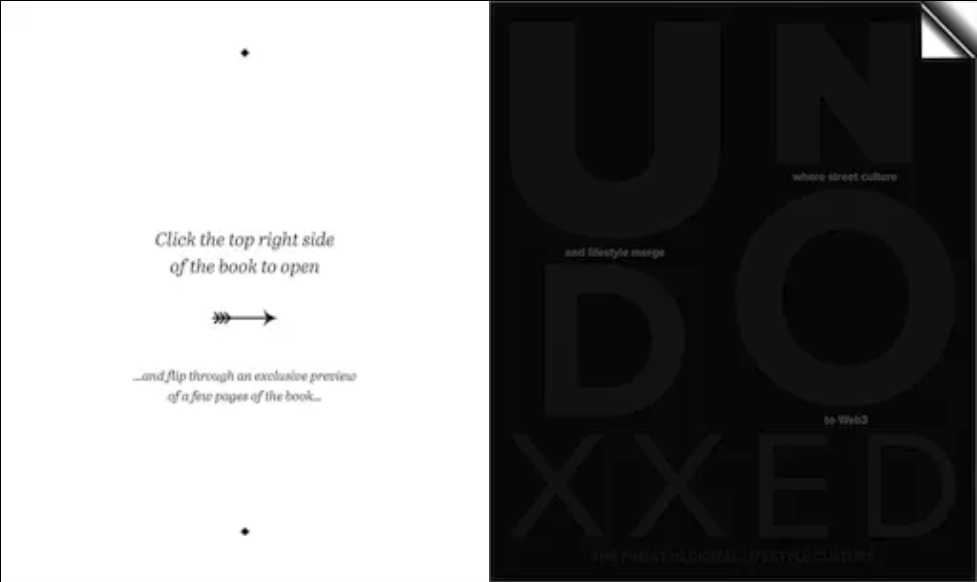 Click the top right side
of the book to open
...and flip through an exclusive preview
of a few pages of the book...
UN
where street culture
and lifestyle merge
DO
to Web3
XXED
THE FINEST IN DIGITAL LIFESTYLE CULTURE